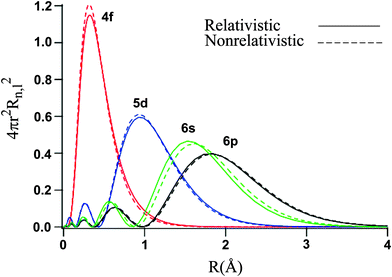 1.2
1.0
0.8
0.6
0.4
0.2
0.0
4πr²Rn,l|²
4f
5d
6s
6p
Relativistic
Nonrelativistic
0
1
2
3
4
R(Å)